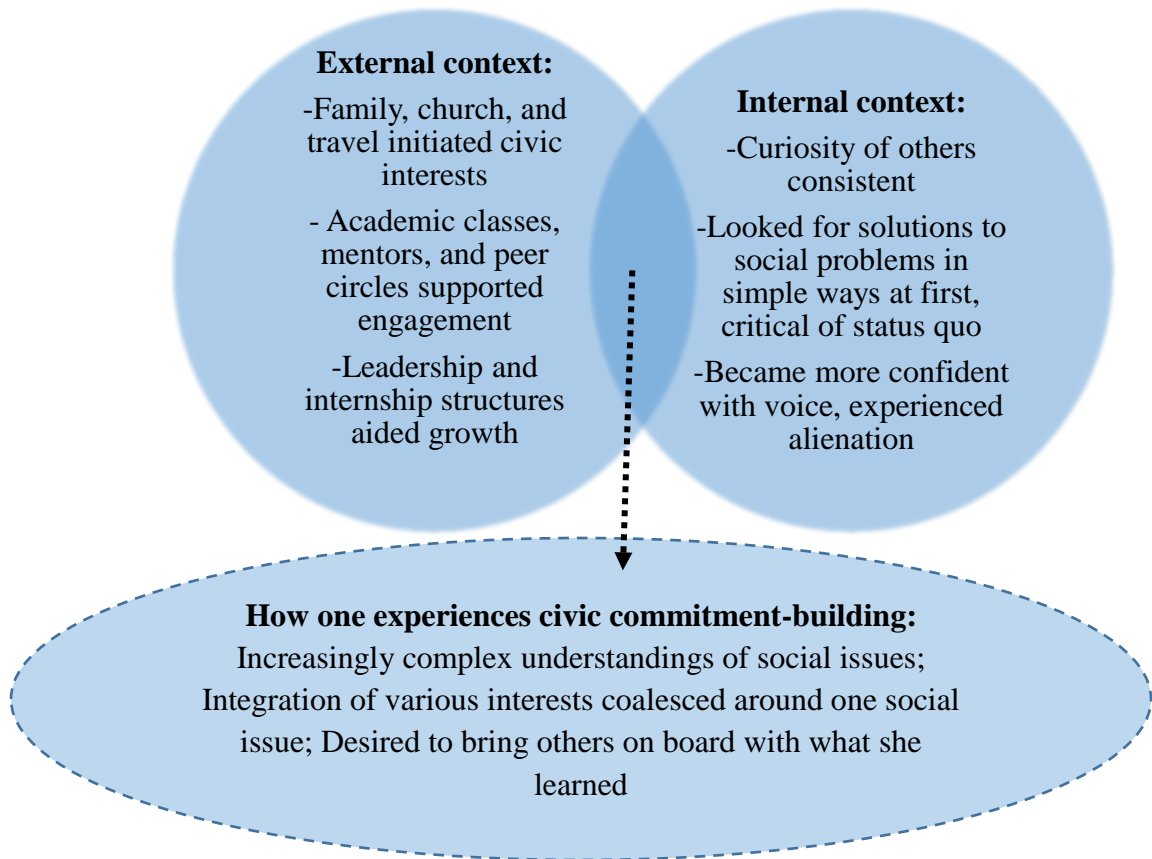 External context:
-Family, church, and
travel initiated civic
interests
- Academic classes,
mentors, and peer
circles supported
engagement
-Leadership and
internship structures
aided growth
Internal context:
-Curiosity of others
consistent
-Looked for solutions to
social problems in
simple ways at first,
critical of status quo
-Became more confident
with voice, experienced
alienation
How one experiences civic commitment-building:
Increasingly complex understandings of social issues;
Integration of various interests coalesced around one social
issue; Desired to bring others on board with what she
learned